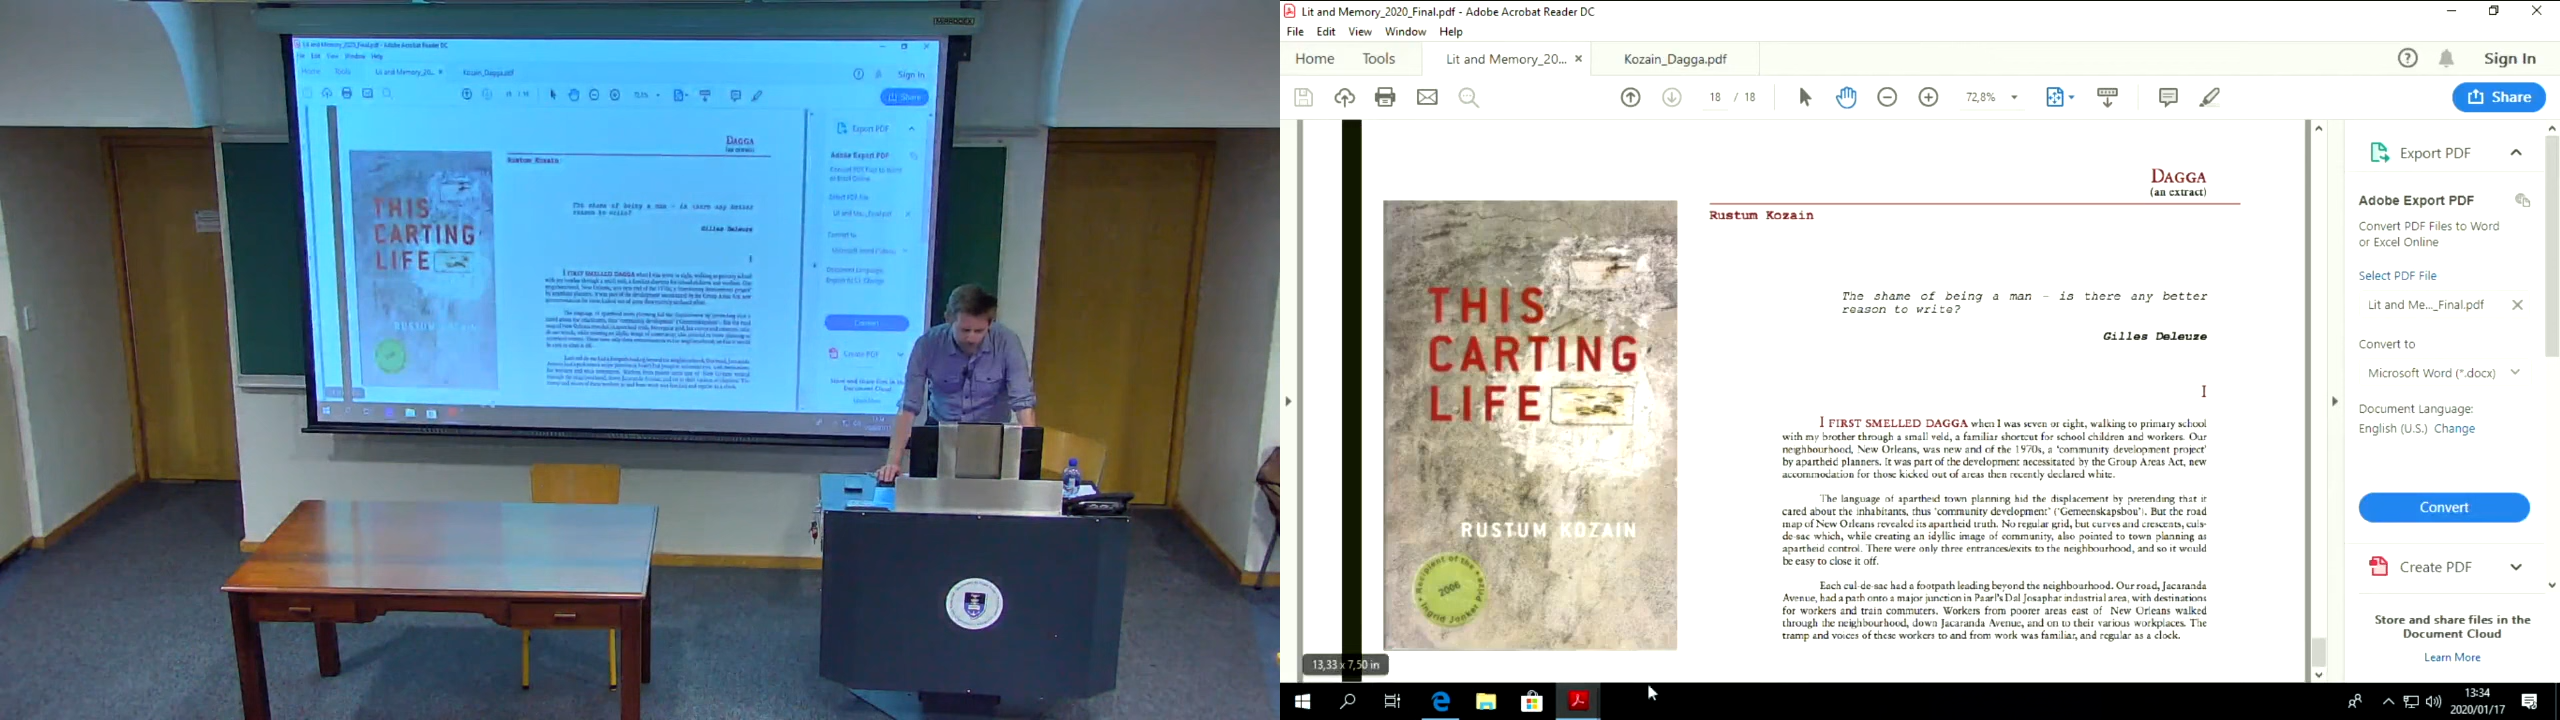 Lit and Memory_2020_Final.pdf - Adobe Acrobat Reader DC
File Edit View Window Help
Home Tools Lit and Memory_20... × Kozain_Dagga.pdf Sign In
18 / 18 72,8% Share
DAGGA
(an extract)
Rustum Kozain
The shame of being a man – is there any better
reason to write?
Gilles Deleuze
I
I FIRST SMELLED DAGGA when I was seven or eight, walking to primary school
with my brother through a small veld, a familiar shortcut for school children and workers. Our
neighbourhood, New Orleans, was new and of the 1970s, a 'community development project'
by apartheid planners. It was part of the development necessitated by the Group Areas Act, new
accommodation for those kicked out of areas then recently declared white.
The language of apartheid town planning hid the displacement by pretending that it
cared about the inhabitants, thus 'community development' ('Gemeenskapsbou'). But the road
map of New Orleans revealed its apartheid truth. No regular grid, but curves and crescents, culs-
de-sac which, while creating an idyllic image of community, also pointed to town planning as
apartheid control. There were only three entrances/exits to the neighbourhood, and so it would
be easy to close it off.
Each cul-de-sac had a footpath leading beyond the neighbourhood. Our road, Jacaranda
Avenue, had a path onto a major junction in Paarl's Dal Josaphat industrial area, with destinations
for workers and train commuters. Workers from poorer areas east of New Orleans walked
through the neighbourhood, down Jacaranda Avenue, and on to their various workplaces. The
tramp and voices of these workers to and from work was familiar, and regular as a clock.
THIS
CARTING
LIFE
RUSTUM KOZAIN
Recipient of the
2006
Ingrid Jonker Prize
13,33 x 7,50 in
Export PDF
Adobe Export PDF
Convert PDF Files to Word
or Excel Online
Select PDF File
Lit and Me..._Final.pdf
Convert to
Microsoft Word (*.docx)
Document Language:
English (U.S.) Change
Convert
Create PDF
Store and share files in the
Document Cloud
Learn More
13:34
2020/01/17